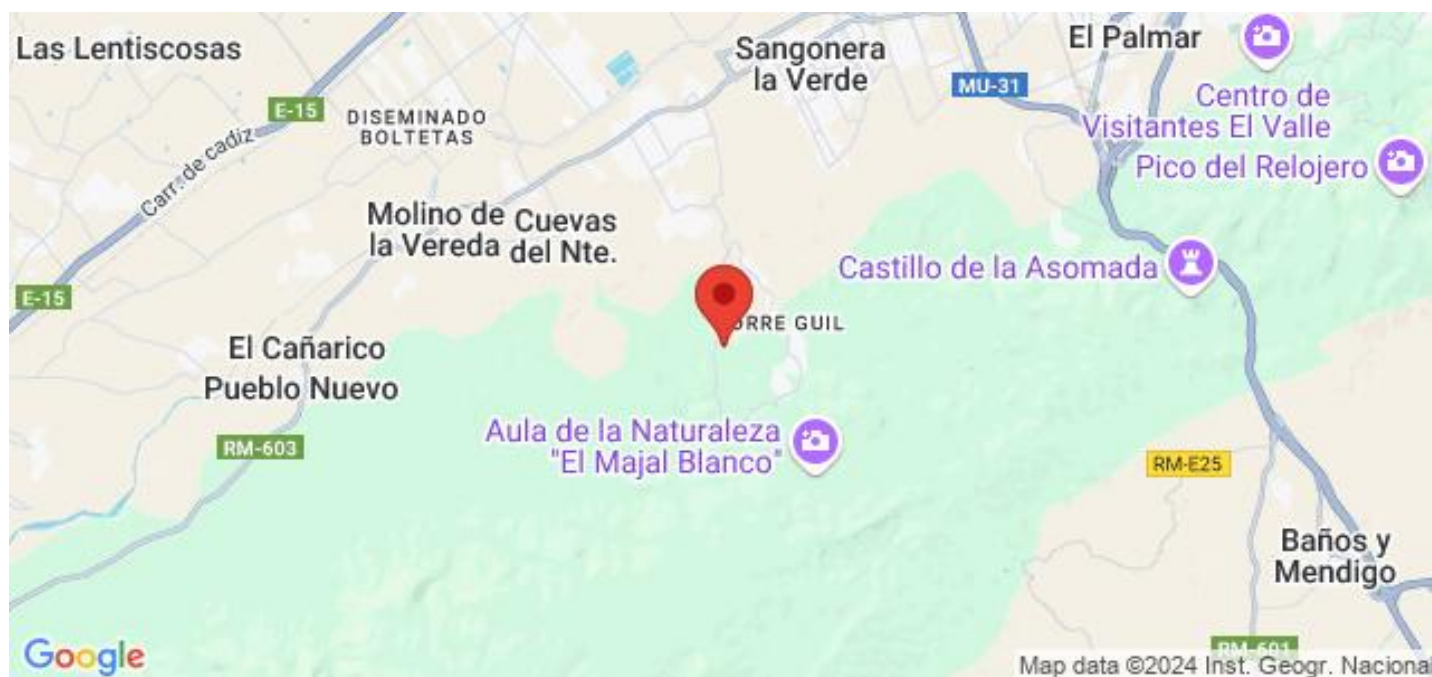 Las Lentiscosas
Sangonera
la Verde
El Palmar
E-15
DISEMINADO
BOLTETAS
MU-31
Centro de
Visitantes El Valle
Pico del Relojero
Carr. de cadiz
Molino de
la Vereda
Cuevas
del Nte.
Castillo de la Asomada
E-15
ORRE GUIL
El Cañarico
Pueblo Nuevo
RM-603
Aula de la Naturaleza
"El Majal Blanco"
RM-E25
Baños y
Mendigo
RM-601
Google
Map data ©2024 Inst. Geogr. Nacional